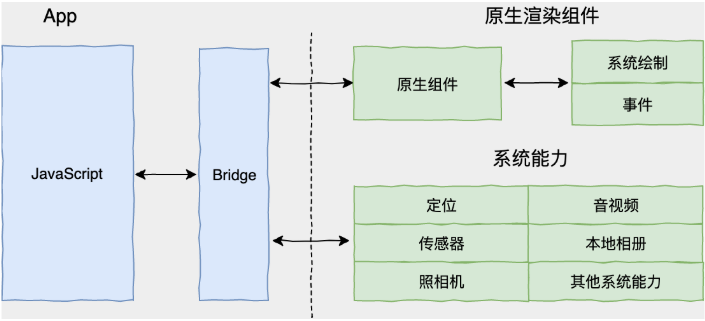 App
原生渲染组件
JavaScript
Bridge
原生组件
系统绘制
事件
系统能力
定位
音视频
传感器
本地相册
照相机
其他系统能力